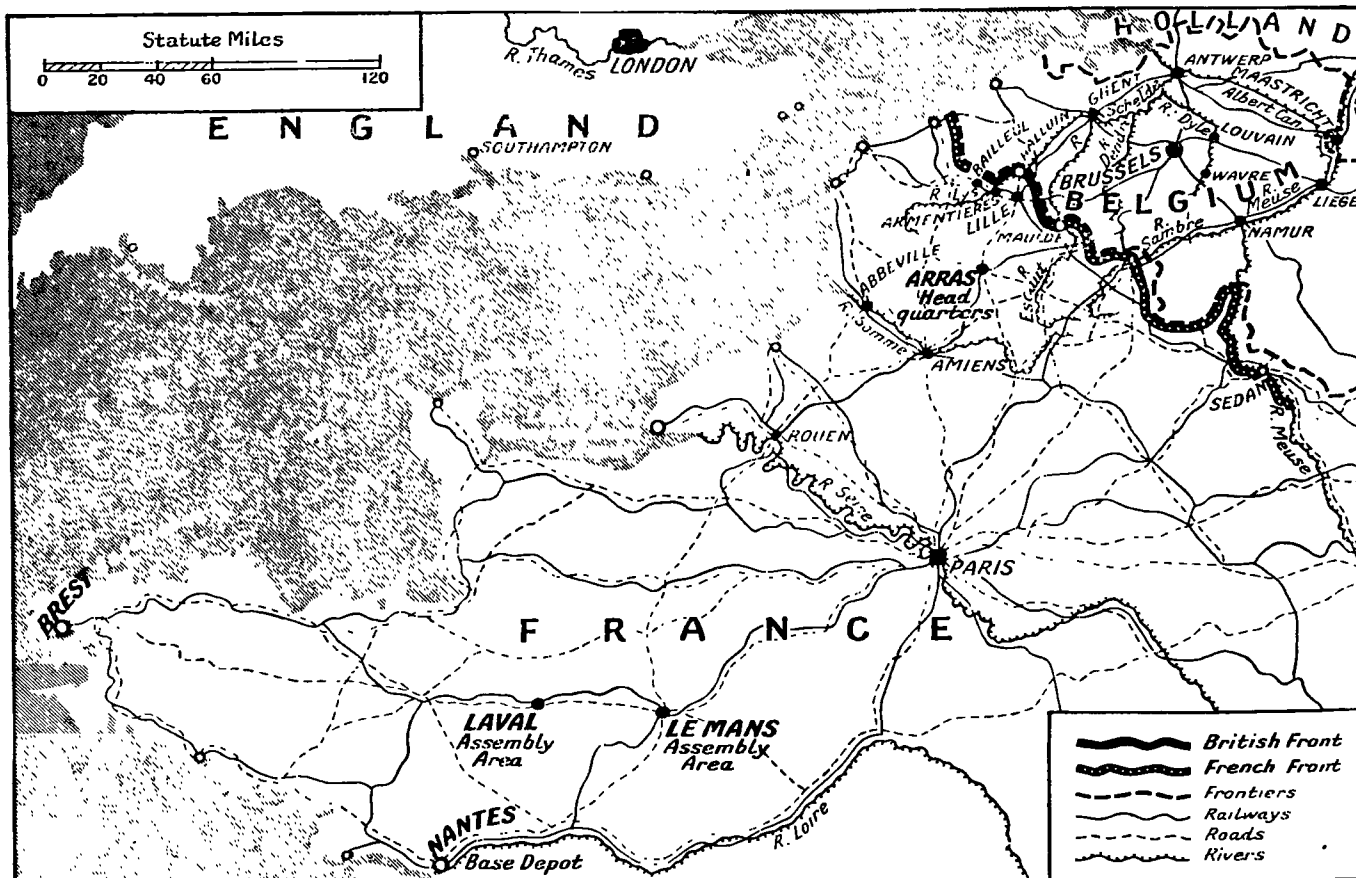 Statute Miles
0 20 40 60 120
R. Thames
LONDON
ENGLAND
SOUTHAMPTON
HOLLAND
ANTWERP
MAASTRICHT
Albert Can.
GHENT
R. Scheldt
R. Dyle
LOUVAIN
R. Dendre
BRUSSELS
WAVRE
BELGIUM
R. Meuse
LIEGE
NAMUR
R. Sambre
BAILLEUL
HALLUIN
R. Lys
ARMENTIERES
LILLE
MAULDE
ABBEVILLE
ARRAS
Head
quarters
R. Escaut
R. Somme
AMIENS
SEDAN
R. Meuse
ROUEN
R. Seine
PARIS
BREST
FRANCE
LAVAL
Assembly
Area
LE MANS
Assembly
Area
NANTES
Base Depot
R. Loire
British Front
French Front
Frontiers
Railways
Roads
Rivers